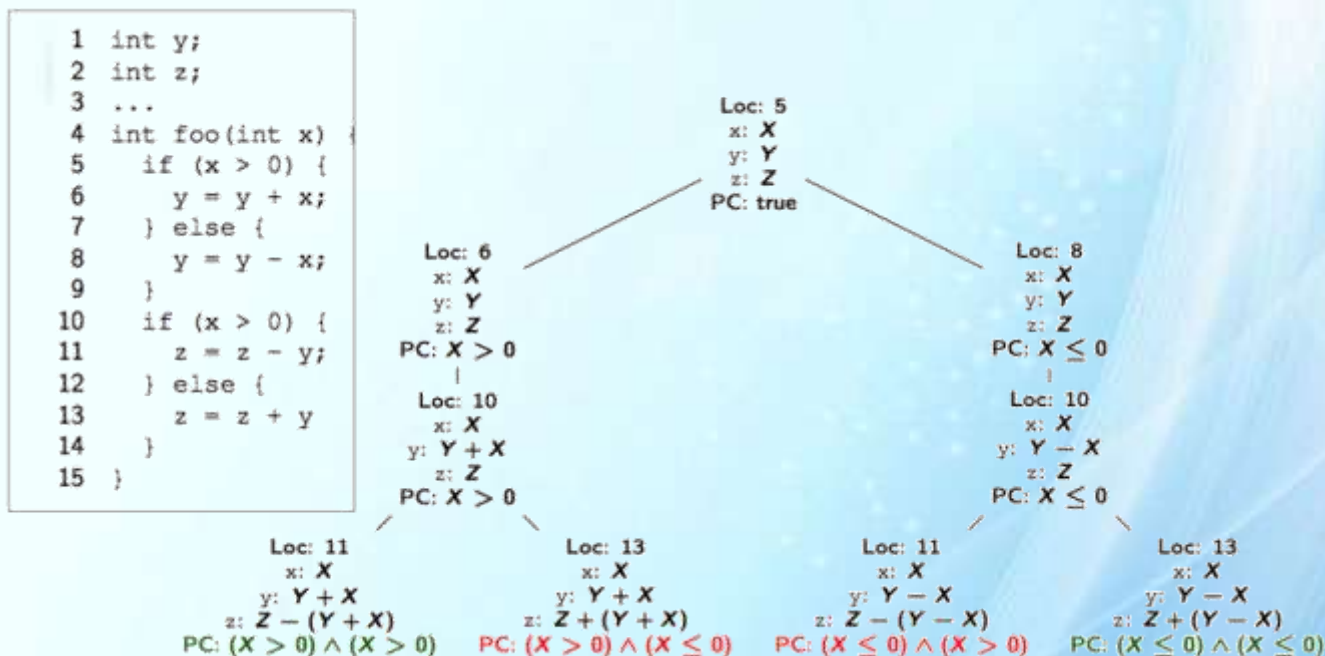 1 int y;
2 int z;
3 ...
4 int foo(int x) {
5 if (x > 0) {
6 y = y + x;
7 } else {
8 y = y - x;
9 }
10 if (x > 0) {
11 z = z - y;
12 } else {
13 z = z + y
14 }
15 }
Loc: 5
x: X
y: Y
z: Z
PC: true
Loc: 6
x: X
y: Y
z: Z
PC: X > 0
Loc: 8
x: X
y: Y
z: Z
PC: X ≤ 0
Loc: 10
x: X
y: Y + X
z: Z
PC: X > 0
Loc: 10
x: X
y: Y − X
z: Z
PC: X ≤ 0
Loc: 11
x: X
y: Y + X
z: Z − (Y + X)
PC: (X > 0) ∧ (X > 0)
Loc: 13
x: X
y: Y + X
z: Z + (Y + X)
PC: (X > 0) ∧ (X ≤ 0)
Loc: 11
x: X
y: Y − X
z: Z − (Y − X)
PC: (X ≤ 0) ∧ (X > 0)
Loc: 13
x: X
y: Y − X
z: Z + (Y − X)
PC: (X ≤ 0) ∧ (X ≤ 0)